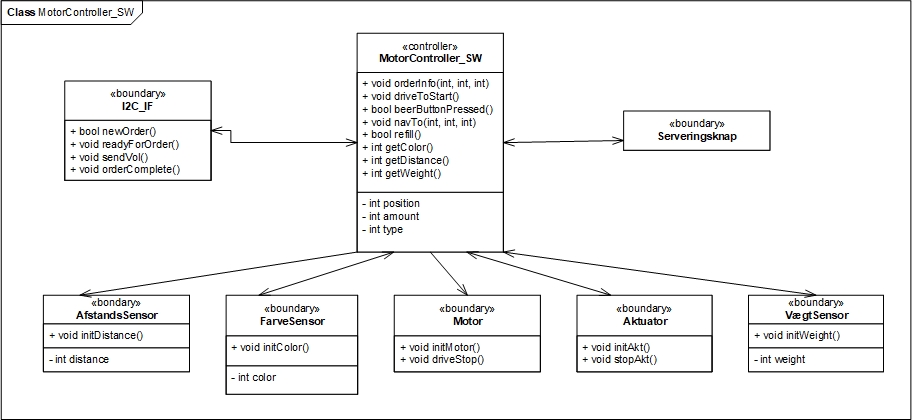 Class MotorController_SW
«controller»
MotorController_SW
+ void orderInfo(int, int, int)
+ void driveToStart()
+ bool beerButtonPressed()
+ void navTo(int, int, int)
+ bool refill()
+ int getColor()
+ int getDistance()
+ int getWeight()
- int position
- int amount
- int type
«boundary»
I2C_IF
+ bool newOrder()
+ void readyForOrder()
+ void sendVol()
+ void orderComplete()
«boundary»
Serveringsknap
«bondary»
AfstandsSensor
+ void initDistance()
- int distance
«boundary»
FarveSensor
+ void initColor()
- int color
«bondary»
Motor
+ void initMotor()
+ void driveStop()
«boundary»
Aktuator
+ void initAkt()
+ void stopAkt()
«boundary»
VægtSensor
+ void initWeight()
- int weight